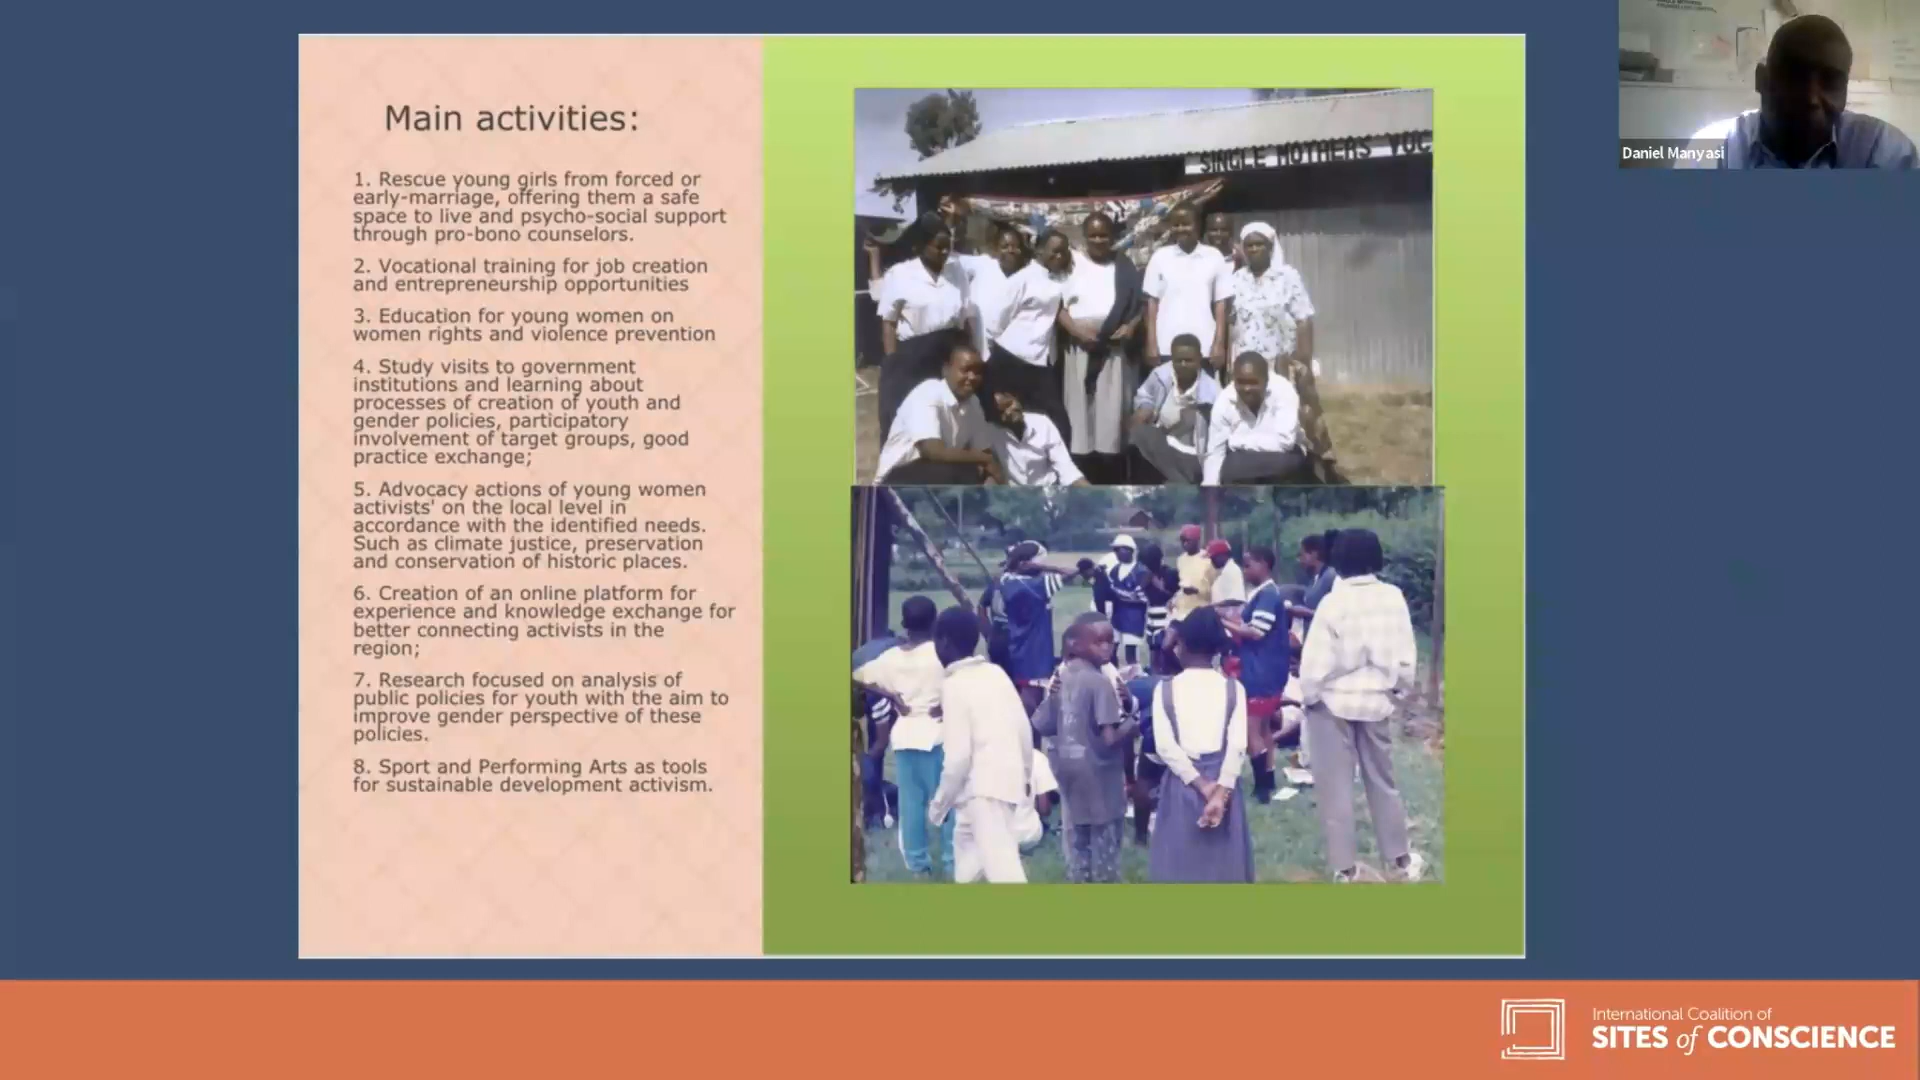 Main activities:
1. Rescue young girls from forced or
early-marriage, offering them a safe
space to live and psycho-social support
through pro-bono counselors.
2. Vocational training for job creation
and entrepreneurship opportunities
3. Education for young women on
women rights and violence prevention
4. Study visits to government
institutions and learning about
processes of creation of youth and
gender policies, participatory
involvement of target groups, good
practice exchange;
5. Advocacy actions of young women
activists' on the local level in
accordance with the identified needs.
Such as climate justice, preservation
and conservation of historic places.
6. Creation of an online platform for
experience and knowledge exchange for
better connecting activists in the
region;
7. Research focused on analysis of
public policies for youth with the aim to
improve gender perspective of these
policies.
8. Sport and Performing Arts as tools
for sustainable development activism.
SINGLE MOTHERS VOC
Daniel Manyasi
International Coalition of
SITES of CONSCIENCE